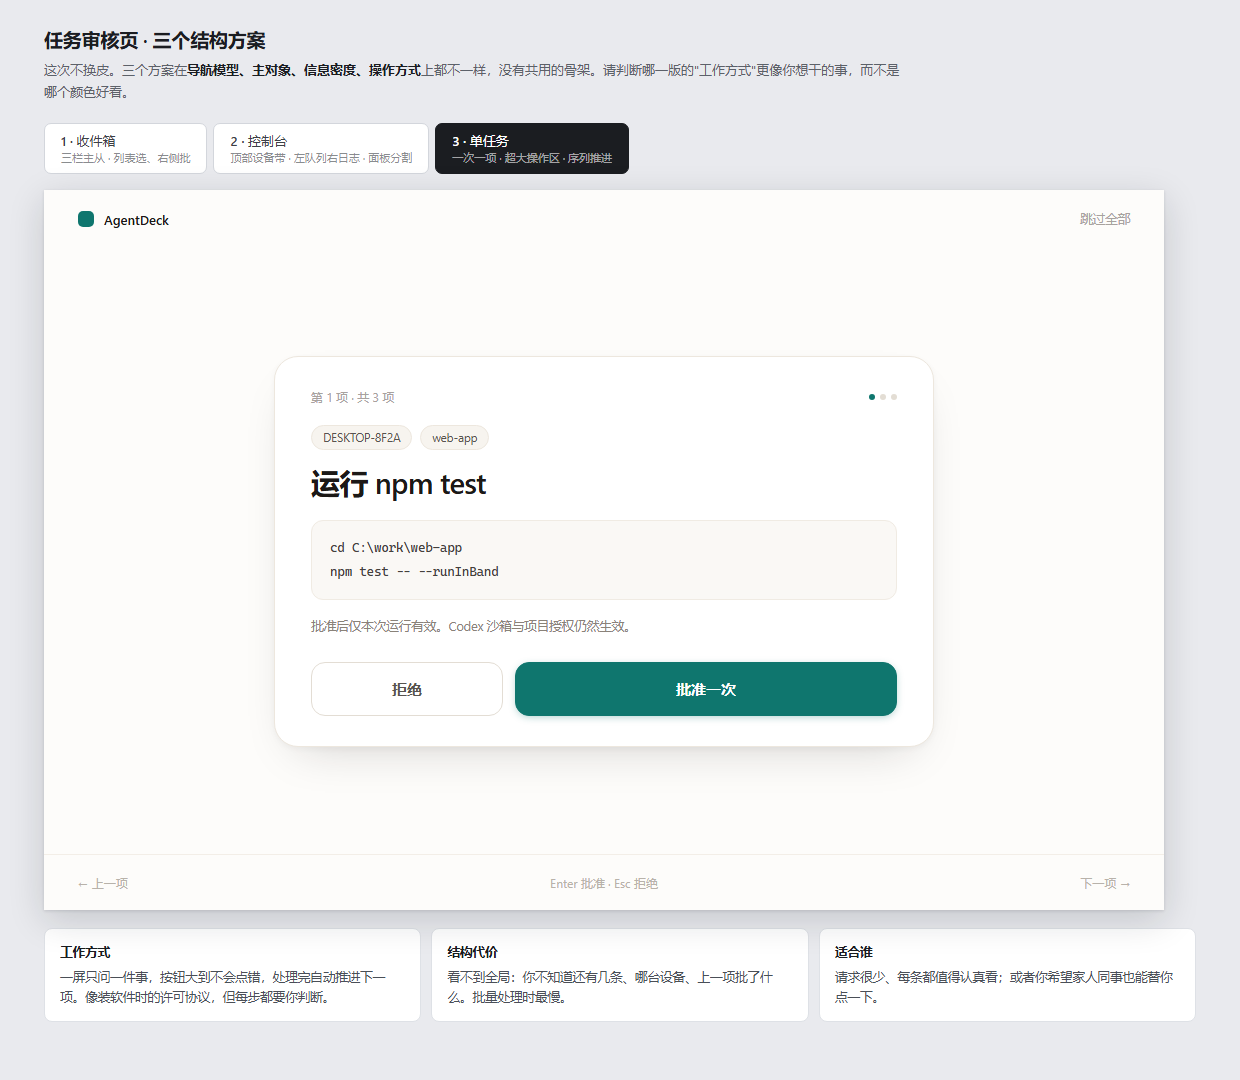 任务审核页 · 三个结构方案
这次不换皮。三个方案在导航模型、主对象、信息密度、操作方式上都不一样，没有共用的骨架。请判断哪一版的"工作方式"更像你想干的事，而不是
哪个颜色好看。
1 · 收件箱
三栏主从 · 列表选、右侧批
2 · 控制台
顶部设备带 · 左队列右日志 · 面板分割
3 · 单任务
一次一项 · 超大操作区 · 序列推进
AgentDeck
跳过全部
第 1 项 · 共 3 项
DESKTOP-8F2A
web-app
运行 npm test
cd C:\work\web-app
npm test -- --runInBand
批准后仅本次运行有效。Codex 沙箱与项目授权仍然生效。
拒绝
批准一次
← 上一项
Enter 批准 · Esc 拒绝
下一项 →
工作方式
一屏只问一件事，按钮大到不会点错，处理完自动推进下一
项。像装软件时的许可协议，但每步都要你判断。
结构代价
看不到全局：你不知道还有几条、哪台设备、上一项批了什
么。批量处理时最慢。
适合谁
请求很少、每条都值得认真看；或者你希望家人同事也能替你
点一下。